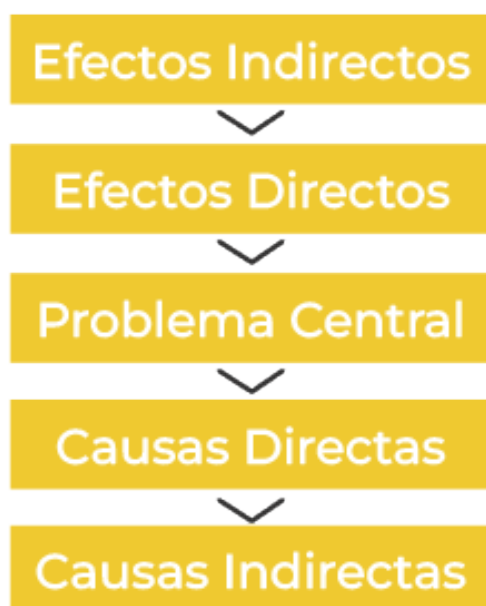 Efectos Indirectos
Efectos Directos
Problema Central
Causas Directas
Causas Indirectas